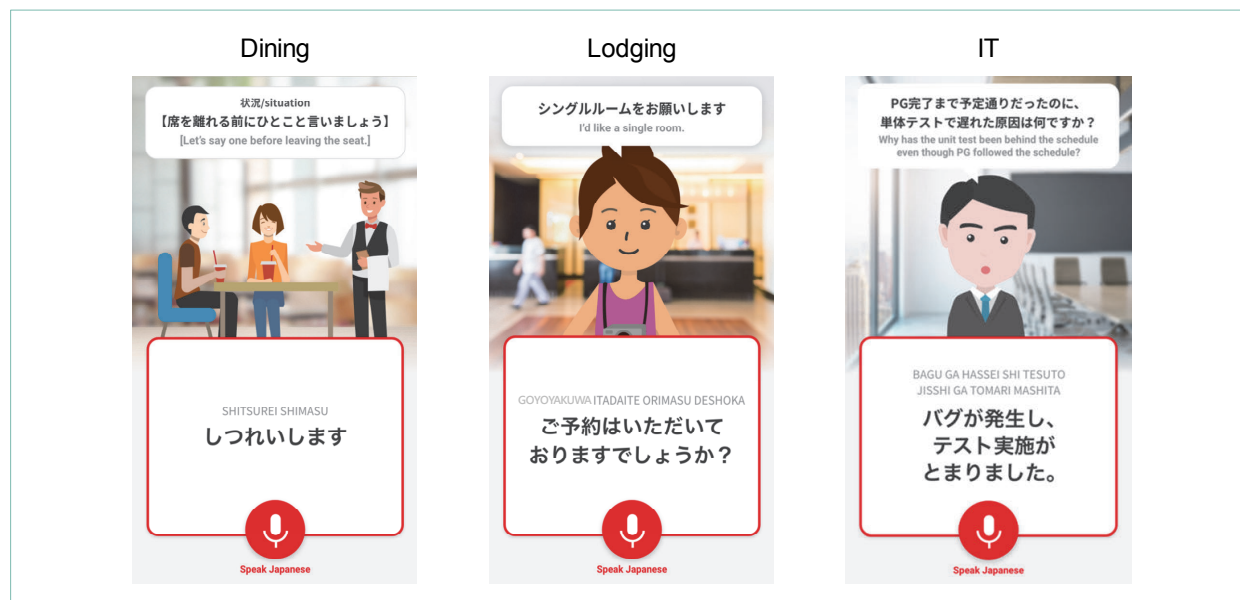 Dining
状況/situation
【席を離れる前にひとこと言いましょう】
[Let's say one before leaving the seat.]
SHITSUREI SHIMASU
しつれいします
Speak Japanese
Lodging
シングルルームをお願いします
I'd like a single room.
GOYOYAKUWA ITADAITE ORIMASU DESHOKA
ご予約はいただいて
おりますでしょうか？
Speak Japanese
IT
PG完了まで予定通りだったのに、
単体テストで遅れた原因は何ですか？
Why has the unit test been behind the schedule
even though PG followed the schedule?
BAGU GA HASSEI SHI TESUTO
JISSHI GA TOMARI MASHITA
バグが発生し、
テスト実施が
とまりました。
Speak Japanese